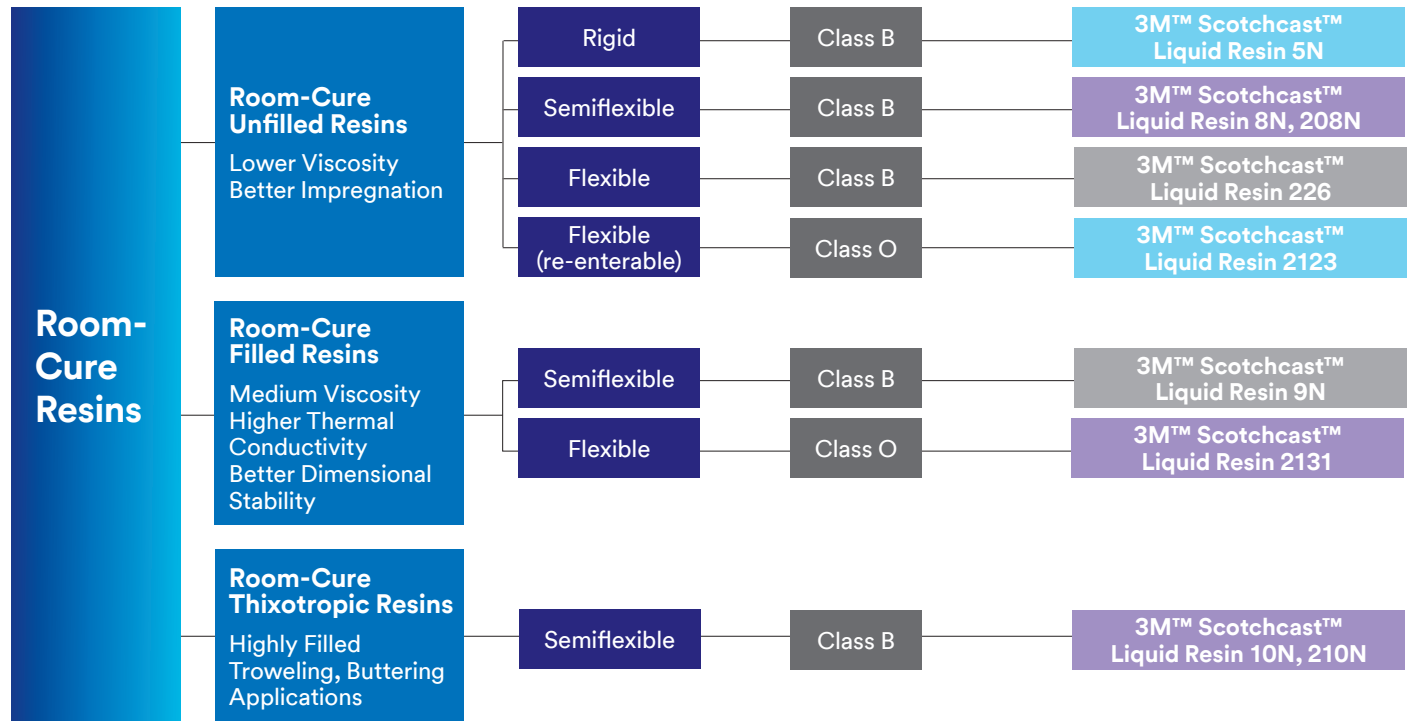 Room-
Cure
Resins
Room-Cure
Unfilled Resins
Lower Viscosity
Better Impregnation
Rigid
Class B
3M™ Scotchcast™
Liquid Resin 5N
Semiflexible
Class B
3M™ Scotchcast™
Liquid Resin 8N, 208N
Flexible
Class B
3M™ Scotchcast™
Liquid Resin 226
Flexible
(re-enterable)
Class O
3M™ Scotchcast™
Liquid Resin 2123
Room-Cure
Filled Resins
Medium Viscosity
Higher Thermal
Conductivity
Better Dimensional
Stability
Semiflexible
Class B
3M™ Scotchcast™
Liquid Resin 9N
Flexible
Class O
3M™ Scotchcast™
Liquid Resin 2131
Room-Cure
Thixotropic Resins
Highly Filled
Troweling, Buttering
Applications
Semiflexible
Class B
3M™ Scotchcast™
Liquid Resin 10N, 210N